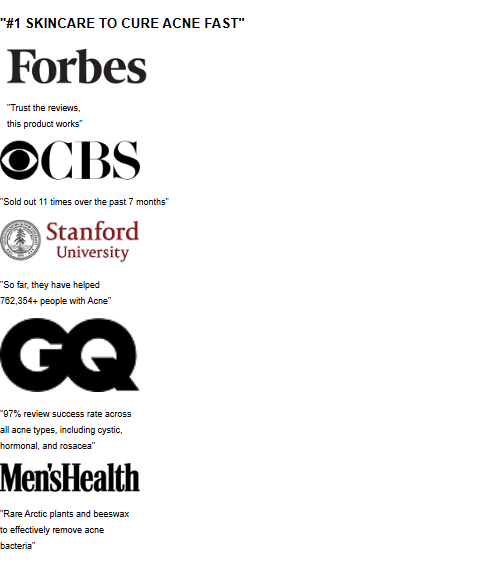 "#1 SKINCARE TO CURE ACNE FAST"
Forbes
"Trust the reviews,
this product works"
CBS
"Sold out 11 times over the past 7 months"
Stanford
University
"So far, they have helped
762,354+ people with Acne"
GQ
"97% review success rate across
all acne types, including cystic,
hormonal, and rosacea"
Men'sHealth
"Rare Arctic plants and beeswax
to effectively remove acne
bacteria"